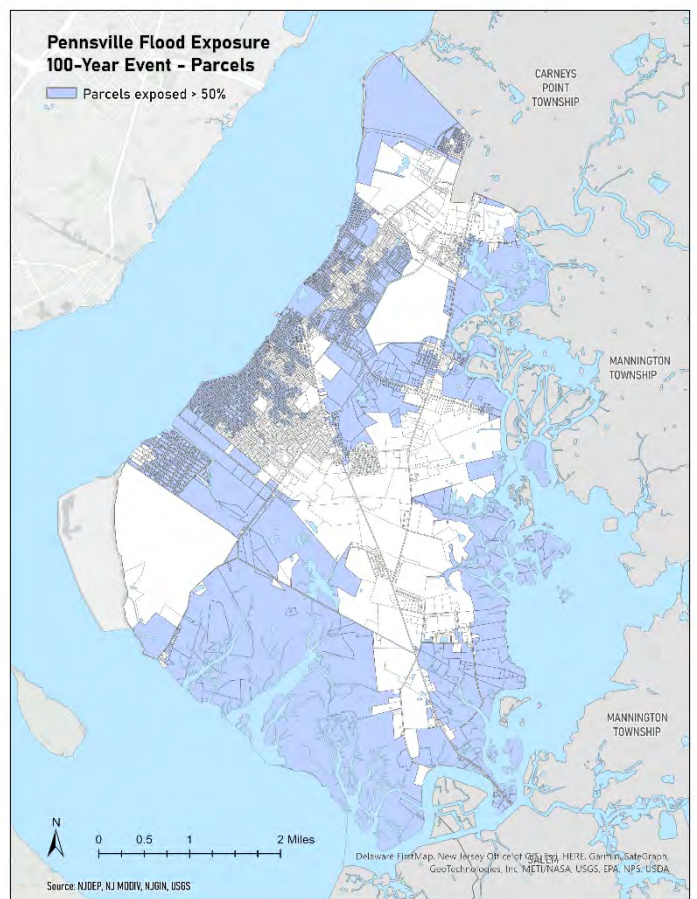 Pennsville Flood Exposure
100-Year Event - Parcels
Parcels exposed > 50%
CARNEYS
POINT
TOWNSHIP
MANNINGTON
TOWNSHIP
MANNINGTON
TOWNSHIP
N
0 0.5 1 2 Miles
SALEM
Delaware FirstMap, New Jersey Office of GIS, Esri, HERE, Garmin, SafeGraph,
GeoTechnologies, Inc, METI/NASA, USGS, EPA, NPS, USDA
Source: NJDEP, NJ MODIV, NJGIN, USGS